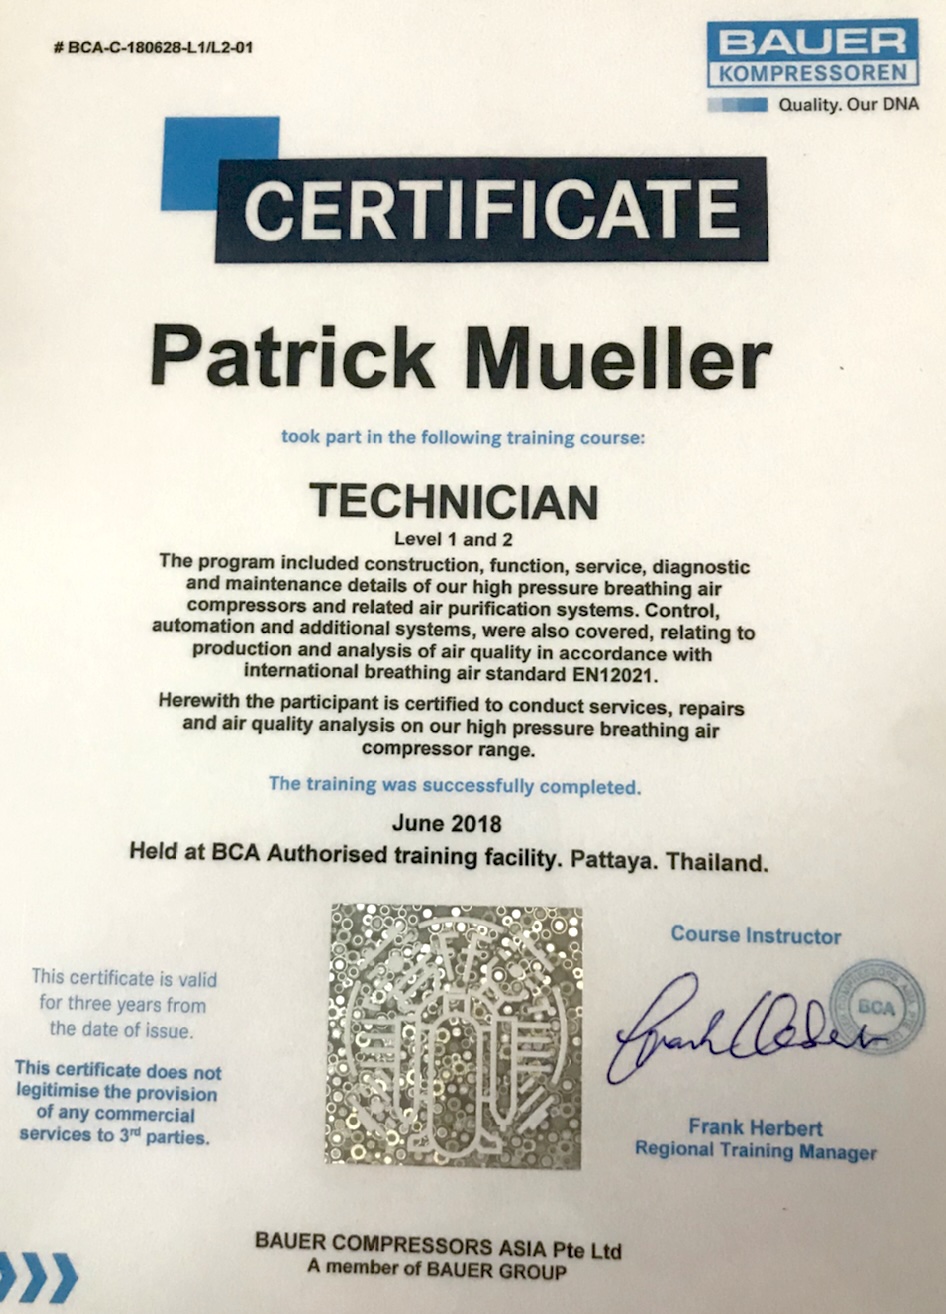 # BCA-C-180628-L1/L2-01
BAUER
KOMPRESSOREN
Quality. Our DNA
CERTIFICATE
Patrick Mueller
took part in the following training course:
TECHNICIAN
Level 1 and 2
The program included construction, function, service, diagnostic
and maintenance details of our high pressure breathing air
compressors and related air purification systems. Control,
automation and additional systems, were also covered, relating to
production and analysis of air quality in accordance with
international breathing air standard EN12021.
Herewith the participant is certified to conduct services, repairs
and air quality analysis on our high pressure breathing air
compressor range.
The training was successfully completed.
June 2018
Held at BCA Authorised training facility. Pattaya. Thailand.
This certificate is valid
for three years from
the date of issue.
This certificate does not
legitimise the provision
of any commercial
services to 3rd parties.
Course Instructor
BCA
Frank Herbert
Regional Training Manager
BAUER COMPRESSORS ASIA Pte Ltd
A member of BAUER GROUP